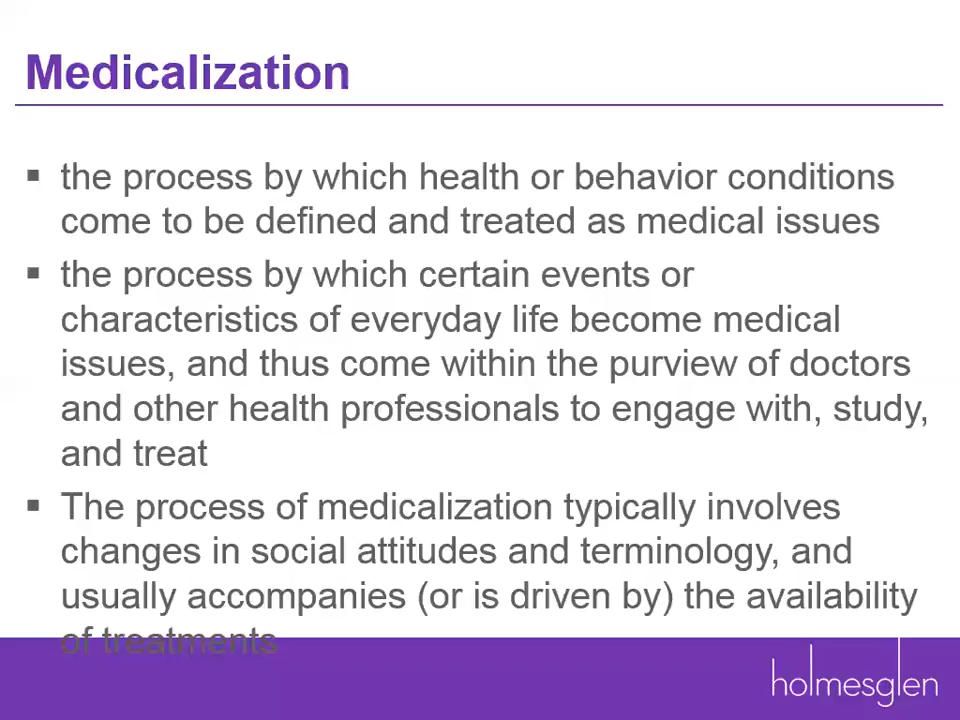 Medicalization
▪ the process by which health or behavior conditions
come to be defined and treated as medical issues
▪ the process by which certain events or
characteristics of everyday life become medical
issues, and thus come within the purview of doctors
and other health professionals to engage with, study,
and treat
▪ The process of medicalization typically involves
changes in social attitudes and terminology, and
usually accompanies (or is driven by) the availability
of treatments
holmesglen